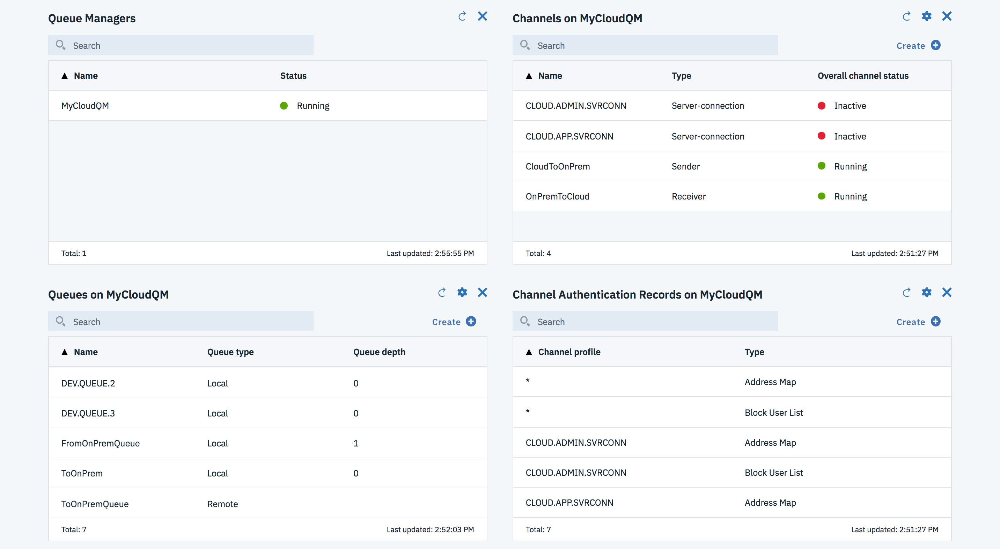 Queue Managers
Search
Name Status
MyCloudQM Running
Total: 1 Last updated: 2:55:55 PM
Channels on MyCloudQM
Search Create
Name Type Overall channel status
CLOUD.ADMIN.SVRCONN Server-connection Inactive
CLOUD.APP.SVRCONN Server-connection Inactive
CloudToOnPrem Sender Running
OnPremToCloud Receiver Running
Total: 4 Last updated: 2:51:27 PM
Queues on MyCloudQM
Search Create
Name Queue type Queue depth
DEV.QUEUE.2 Local 0
DEV.QUEUE.3 Local 0
FromOnPremQueue Local 1
ToOnPrem Local 0
ToOnPremQueue Remote
Total: 7 Last updated: 2:52:03 PM
Channel Authentication Records on MyCloudQM
Search Create
Channel profile Type
* Address Map
* Block User List
CLOUD.ADMIN.SVRCONN Address Map
CLOUD.ADMIN.SVRCONN Block User List
CLOUD.APP.SVRCONN Address Map
Total: 7 Last updated: 2:51:27 PM